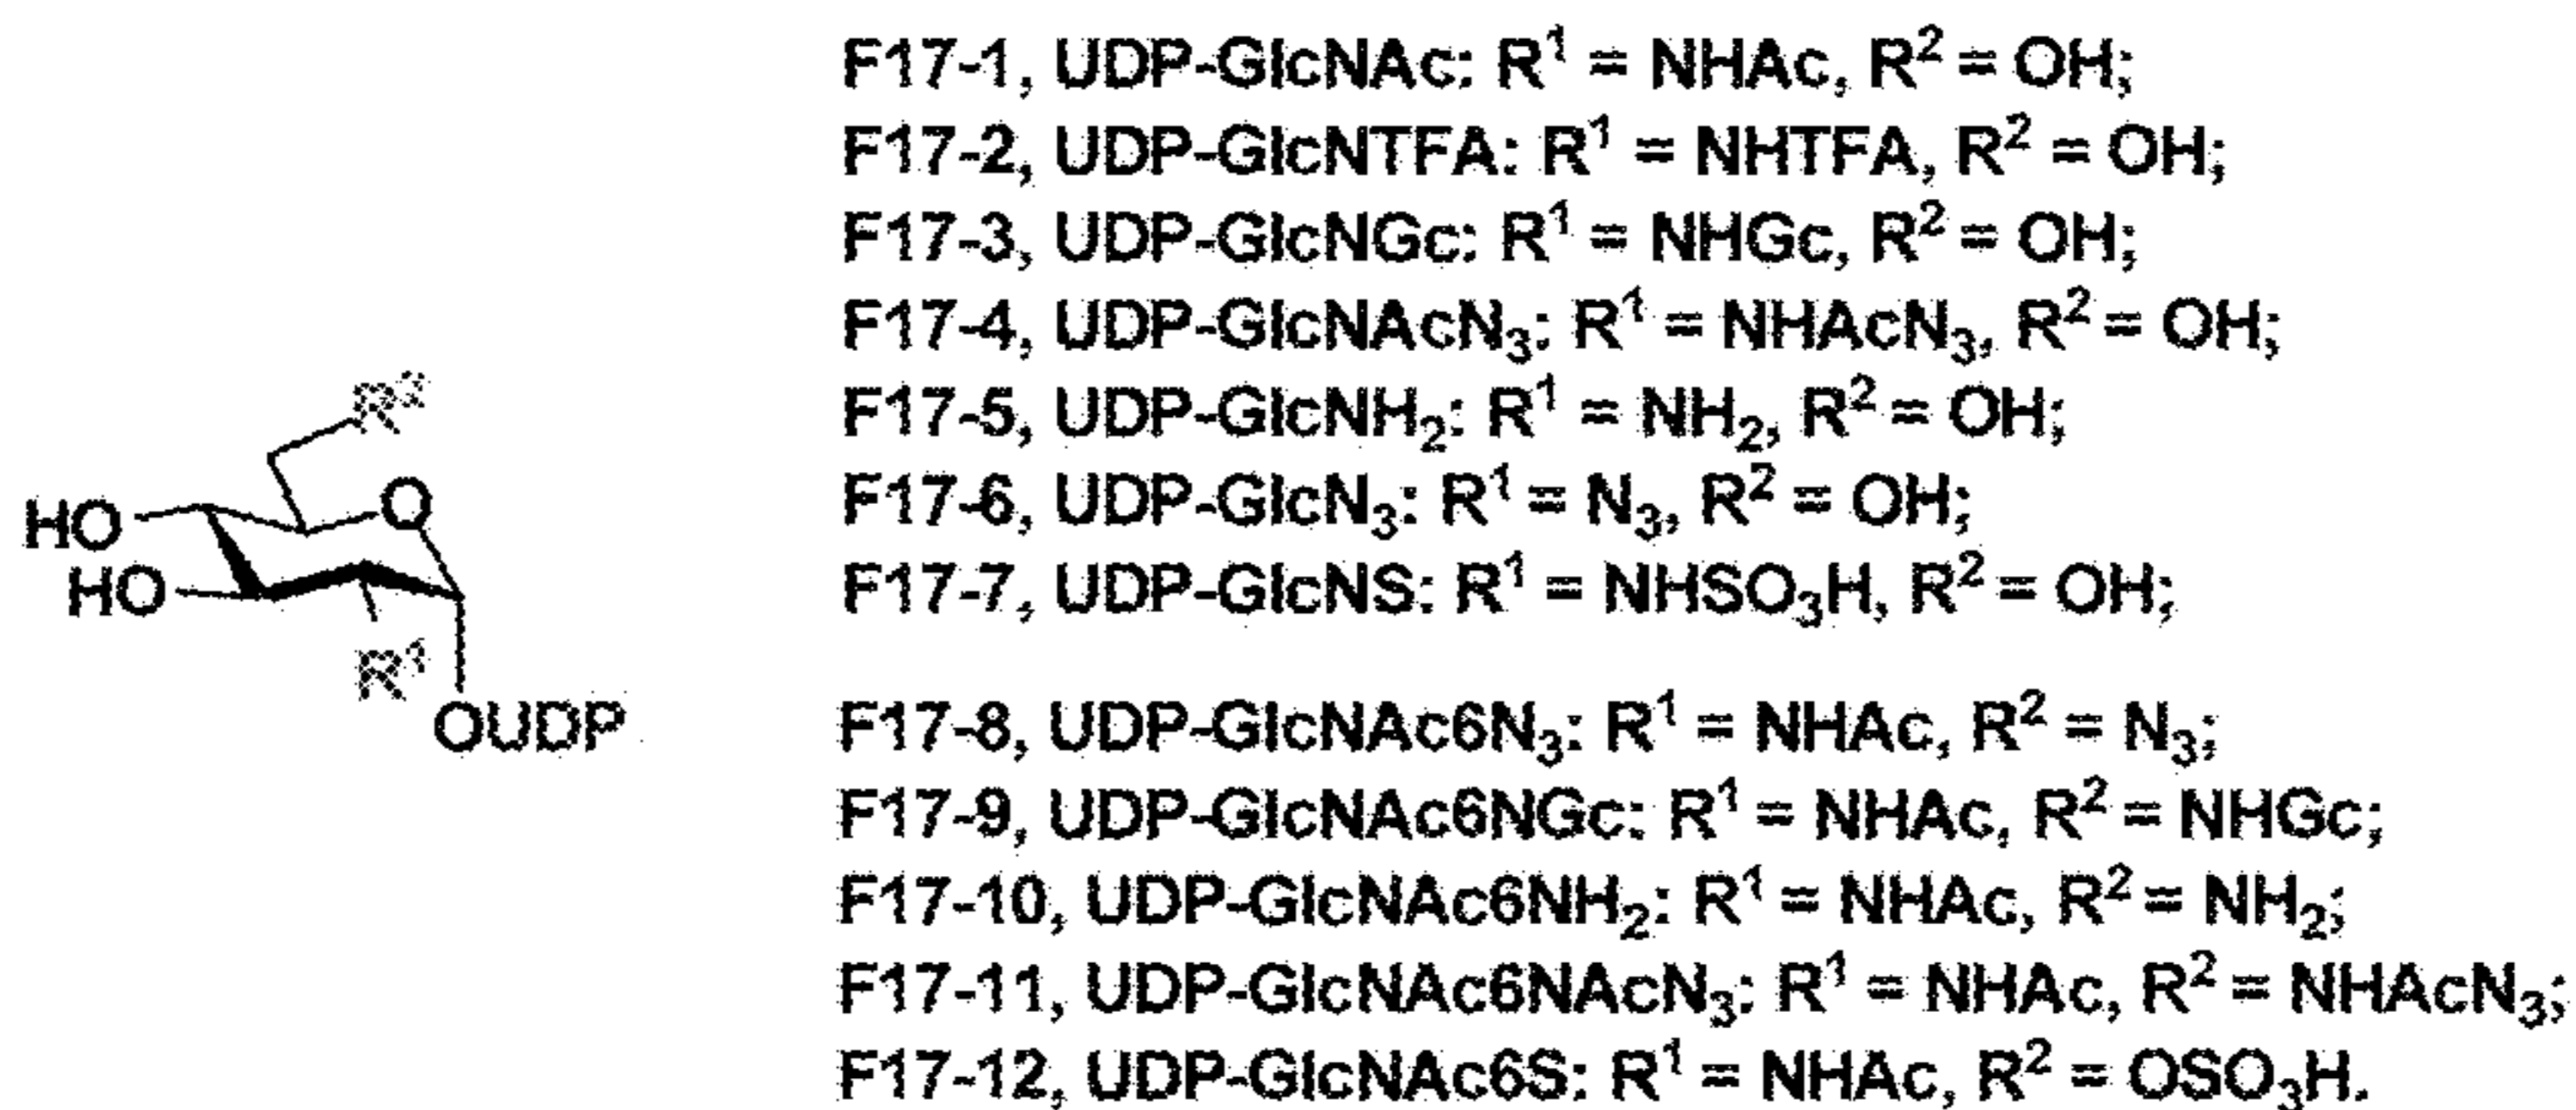 F17-1, UDP-GlcNAc: R¹ = NHAc, R² = OH;
F17-2, UDP-GlcNTFA: R¹ = NHTFA, R² = OH;
F17-3, UDP-GlcNGc: R¹ = NHGc, R² = OH;
F17-4, UDP-GlcNAcN₃: R¹ = NHAcN₃, R² = OH;
F17-5, UDP-GlcNH₂: R¹ = NH₂, R² = OH;
F17-6, UDP-GlcN₃: R¹ = N₃, R² = OH;
F17-7, UDP-GlcNS: R¹ = NHSO₃H, R² = OH;
F17-8, UDP-GlcNAc6N₃: R¹ = NHAc, R² = N₃;
F17-9, UDP-GlcNAc6NGc: R¹ = NHAc, R² = NHGc;
F17-10, UDP-GlcNAc6NH₂: R¹ = NHAc, R² = NH₂;
F17-11, UDP-GlcNAc6NAcN₃: R¹ = NHAc, R² = NHAcN₃;
F17-12, UDP-GlcNAc6S: R¹ = NHAc, R² = OSO₃H.
R²
O
HO
HO
R¹
OUDP